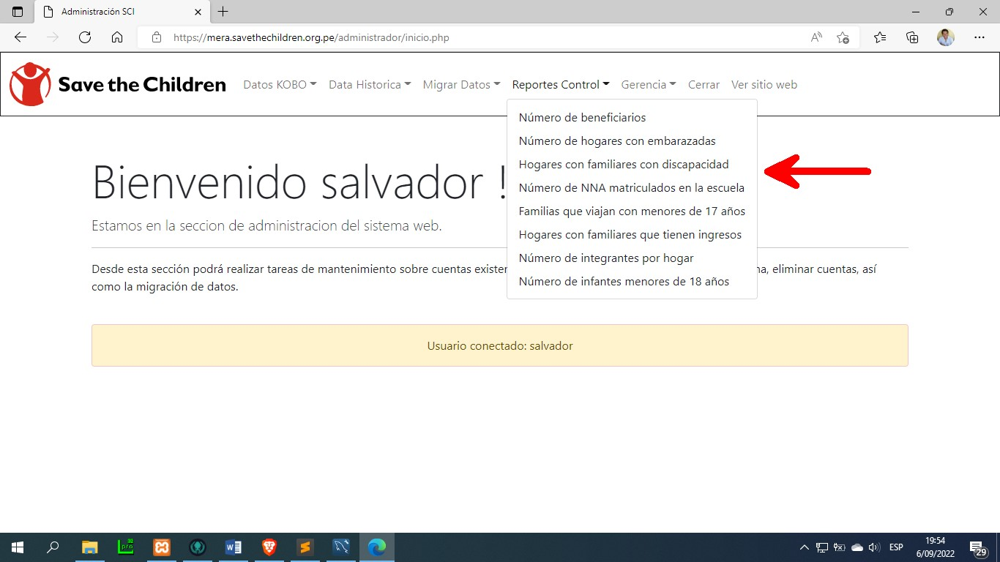 Administración SCI
https://mera.savethechildren.org.pe/administrador/inicio.php
Save the Children
Datos KOBO
Data Historica
Migrar Datos
Reportes Control
Gerencia
Cerrar
Ver sitio web
Número de beneficiarios
Número de hogares con embarazadas
Hogares con familiares con discapacidad
Número de NNA matriculados en la escuela
Familias que viajan con menores de 17 años
Hogares con familiares que tienen ingresos
Número de integrantes por hogar
Número de infantes menores de 18 años
Bienvenido salvador !
Estamos en la seccion de administracion del sistema web.
Desde esta sección podrá realizar tareas de mantenimiento sobre cuentas
eliminar cuentas, así
como la migración de datos.
Usuario conectado: salvador
ESP
19:54
6/09/2022
29